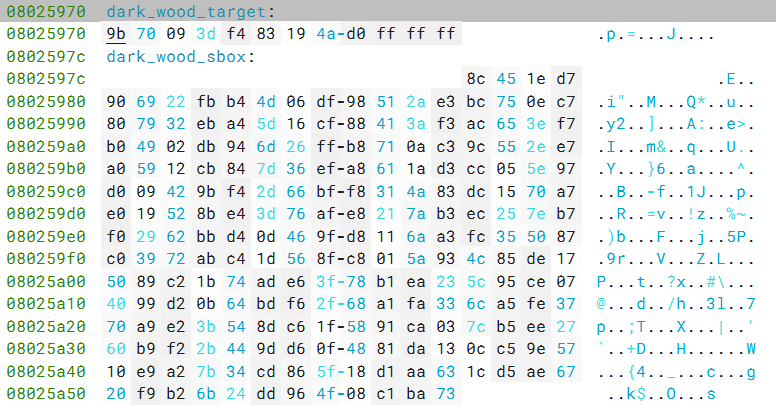 08025970 dark_wood_target:
08025970 9b 70 09 3d f4 83 19 4a-d0 ff ff ff .p.=...J....
0802597c dark_wood_sbox:
0802597c 8c 45 1e d7 .E..
08025980 90 69 22 fb b4 4d 06 df-98 51 2a e3 bc 75 0e c7 .i"..M...Q*..u..
08025990 80 79 32 eb a4 5d 16 cf-88 41 3a f3 ac 65 3e f7 .y2..]...A:..e>.
080259a0 b0 49 02 db 94 6d 26 ff-b8 71 0a c3 9c 55 2e e7 .I...m&..q...U..
080259b0 a0 59 12 cb 84 7d 36 ef-a8 61 1a d3 cc 05 5e 97 .Y...}6..a....^.
080259c0 d0 09 42 9b f4 2d 66 bf-f8 31 4a 83 dc 15 70 a7 ..B..-f..1J...p.
080259d0 e0 19 52 8b e4 3d 76 af-e8 21 7a b3 ec 25 7e b7 ..R..=v..!z..%~.
080259e0 f0 29 62 bb d4 0d 46 9f-d8 11 6a a3 fc 35 50 87 .)b...F...j..5P.
080259f0 c0 39 72 ab c4 1d 56 8f-c8 01 5a 93 4c 85 de 17 .9r...V...Z.L...
08025a00 50 89 c2 1b 74 ad e6 3f-78 b1 ea 23 5c 95 ce 07 P...t..?x..#\...
08025a10 40 99 d2 0b 64 bd f6 2f-68 a1 fa 33 6c a5 fe 37 @...d../h..3l..7
08025a20 70 a9 e2 3b 54 8d c6 1f-58 91 ca 03 7c b5 ee 27 p..;T...X...|..'
08025a30 60 b9 f2 2b 44 9d d6 0f-48 81 da 13 0c c5 9e 57 `..+D...H......W
08025a40 10 e9 a2 7b 34 cd 86 5f-18 d1 aa 63 1c d5 ae 67 ...{4.._...c...g
08025a50 20 f9 b2 6b 24 dd 96 4f-08 c1 ba 73 ..k$..O...s